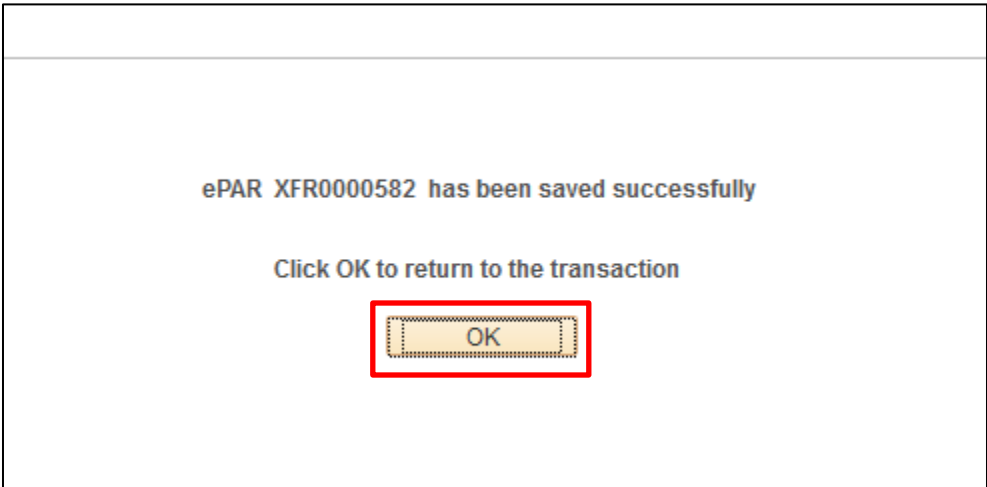 ePAR XFR0000582 has been saved successfully
Click OK to return to the transaction
OK